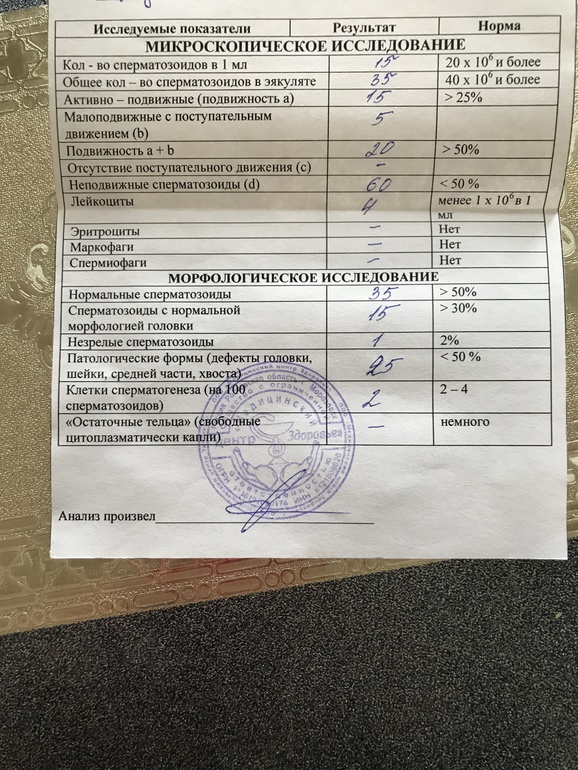 Исследуемые показатели Результат Норма
МИКРОСКОПИЧЕСКОЕ ИССЛЕДОВАНИЕ
Кол - во сперматозоидов в 1 мл 15 20 х 10⁶ и более
Общее кол – во сперматозоидов в эякуляте 35 40 х 10⁶ и более
Активно – подвижные (подвижность a) 15 > 25%
Малоподвижные с поступательным
движением (b) 5
Подвижность a + b 20 > 50%
Отсутствие поступательного движения (c) –
Неподвижные сперматозоиды (d) 60 < 50 %
Лейкоциты 4 менее 1 х 10⁶ в 1
мл
Эритроциты – Нет
Маркофаги – Нет
Спермиофаги – Нет
МОРФОЛОГИЧЕСКОЕ ИССЛЕДОВАНИЕ
Нормальные сперматозоиды 35 > 50%
Сперматозоиды с нормальной 15 > 30%
морфологией головки
Незрелые сперматозоиды 1 2%
Патологические формы (дефекты головки, 25 < 50 %
шейки, средней части, хвоста)
Клетки сперматогенеза (на 100 2 2 – 4
сперматозоидов)
«Остаточные тельца» (свободные – немного
цитоплазматически капли)
МЕДИЦИНСКИЙ
центр Здоровье»
Анализ произвел